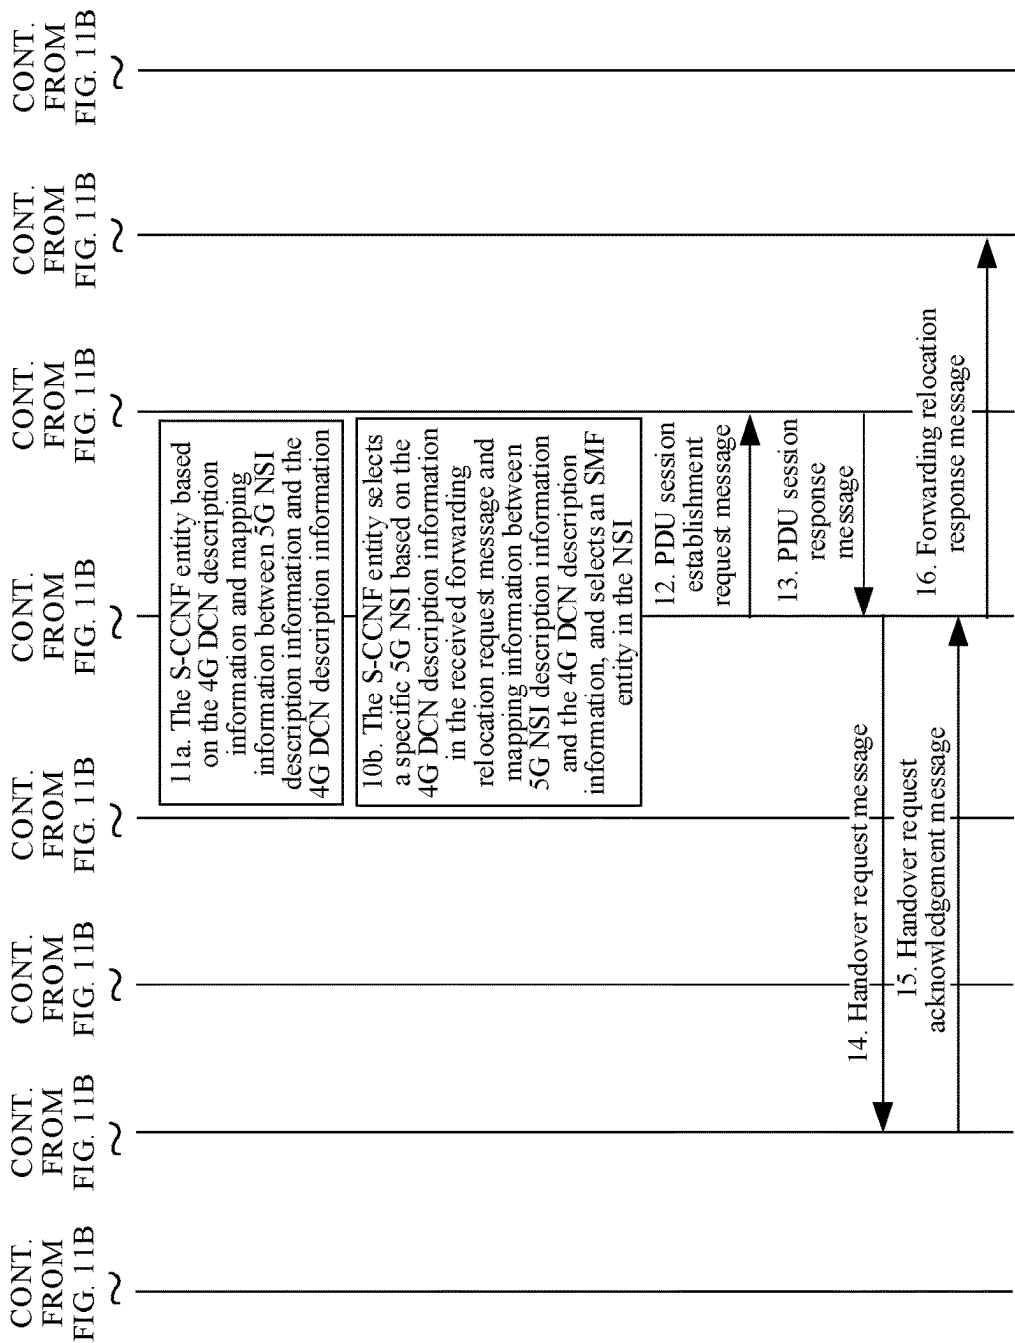 CONT.
FROM
FIG. 11B
CONT.
FROM
FIG. 11B
CONT.
FROM
FIG. 11B
CONT.
FROM
FIG. 11B
CONT.
FROM
FIG. 11B
CONT.
FROM
FIG. 11B
CONT.
FROM
FIG. 11B
CONT.
FROM
FIG. 11B
11a. The S-CCNF entity based
on the 4G DCN description
information and mapping
information between 5G NSI
description information and the
4G DCN description information
10b. The S-CCNF entity selects
a specific 5G NSI based on the
4G DCN description information
in the received forwarding
relocation request message and
mapping information between
5G NSI description information
and the 4G DCN description
information, and selects an SMF
entity in the NSI
12. PDU session
establishment
request message
13. PDU session
response
message
14. Handover request message
15. Handover request
acknowledgement message
16. Forwarding relocation
response message